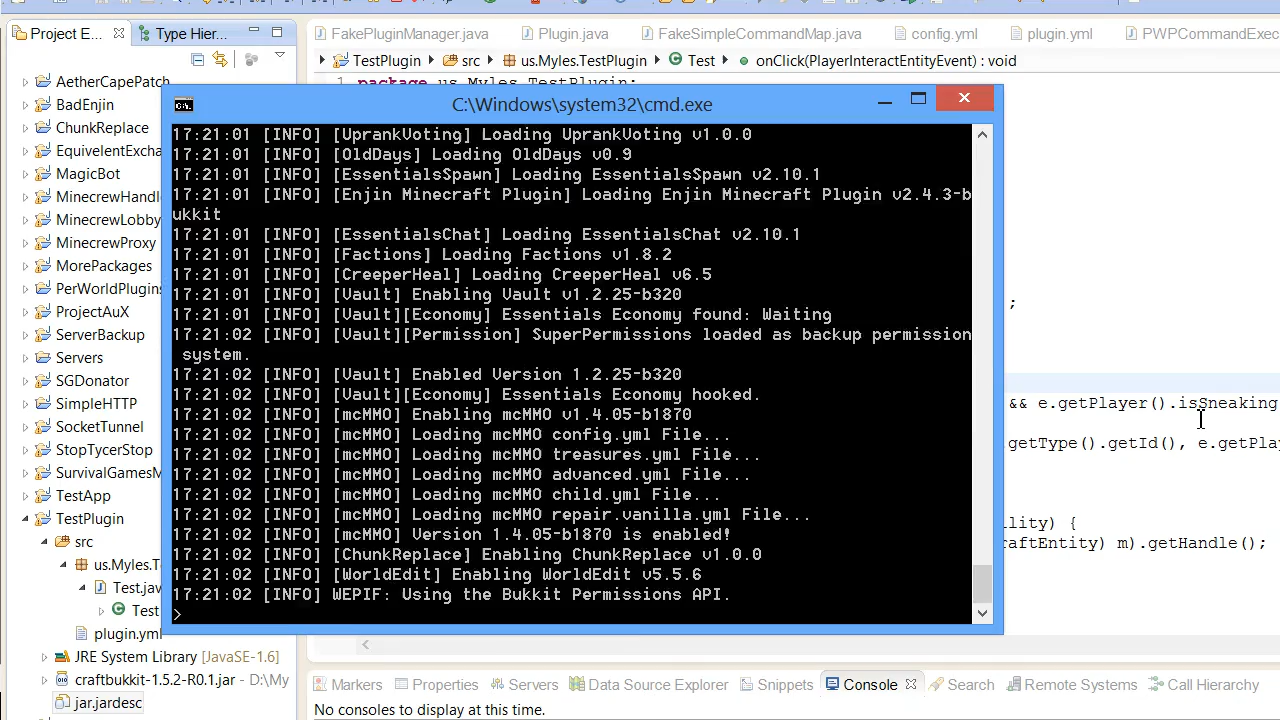 Project E...
Type Hier...
FakePluginManager.java
Plugin.java
FakeSimpleCommandMap.java
config.yml
plugin.yml
PWPCommandExec
TestPlugin
src
us.Myles.TestPlugin
Test
onClick(PlayerInteractEntityEvent) : void
package us.Myles.TestPlugin;
AetherCapePatch
BadEnjin
ChunkReplace
EquivelentExcha
MagicBot
MinecrewHandl
MinecrewLobby
MinecrewProxy
MorePackages
PerWorldPlugins
ProjectAuX
ServerBackup
Servers
SGDonator
SimpleHTTP
SocketTunnel
StopTycerStop
SurvivalGamesM
TestApp
TestPlugin
src
us.Myles.T
Test.java
Test
plugin.yml
JRE System Library [JavaSE-1.6]
craftbukkit-1.5.2-R0.1.jar - D:\My
jar.jardesc
C:\Windows\system32\cmd.exe
17:21:01 [INFO] [UprankVoting] Loading UprankVoting v1.0.0
17:21:01 [INFO] [OldDays] Loading OldDays v0.9
17:21:01 [INFO] [EssentialsSpawn] Loading EssentialsSpawn v2.10.1
17:21:01 [INFO] [Enjin Minecraft Plugin] Loading Enjin Minecraft Plugin v2.4.3-b
ukkit
17:21:01 [INFO] [EssentialsChat] Loading EssentialsChat v2.10.1
17:21:01 [INFO] [Factions] Loading Factions v1.8.2
17:21:01 [INFO] [CreeperHeal] Loading CreeperHeal v6.5
17:21:01 [INFO] [Vault] Enabling Vault v1.2.25-b320
17:21:01 [INFO] [Vault][Economy] Essentials Economy found: Waiting
17:21:02 [INFO] [Vault][Permission] SuperPermissions loaded as backup permission
system.
17:21:02 [INFO] [Vault] Enabled Version 1.2.25-b320
17:21:02 [INFO] [Vault][Economy] Essentials Economy hooked.
17:21:02 [INFO] [mcMMO] Enabling mcMMO v1.4.05-b1870
17:21:02 [INFO] [mcMMO] Loading mcMMO config.yml File...
17:21:02 [INFO] [mcMMO] Loading mcMMO treasures.yml File...
17:21:02 [INFO] [mcMMO] Loading mcMMO advanced.yml File...
17:21:02 [INFO] [mcMMO] Loading mcMMO child.yml File...
17:21:02 [INFO] [mcMMO] Loading mcMMO repair.vanilla.yml File...
17:21:02 [INFO] [mcMMO] Version 1.4.05-b1870 is enabled!
17:21:02 [INFO] [ChunkReplace] Enabling ChunkReplace v1.0.0
17:21:02 [INFO] [WorldEdit] Enabling WorldEdit v5.5.6
17:21:02 [INFO] WEPIF: Using the Bukkit Permissions API.
>
;
&& e.getPlayer().isSneaking
getType().getId(), e.getPla
lity) {
raftEntity) m).getHandle();
Markers
Properties
Servers
Data Source Explorer
Snippets
Console
Search
Remote Systems
Call Hierarchy
No consoles to display at this time.